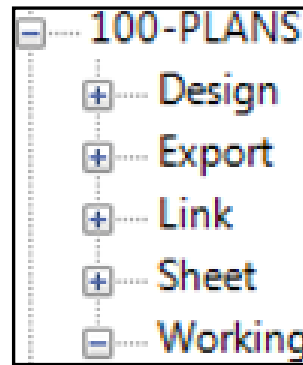 100-PLANS
Design
Export
Link
Sheet
Working